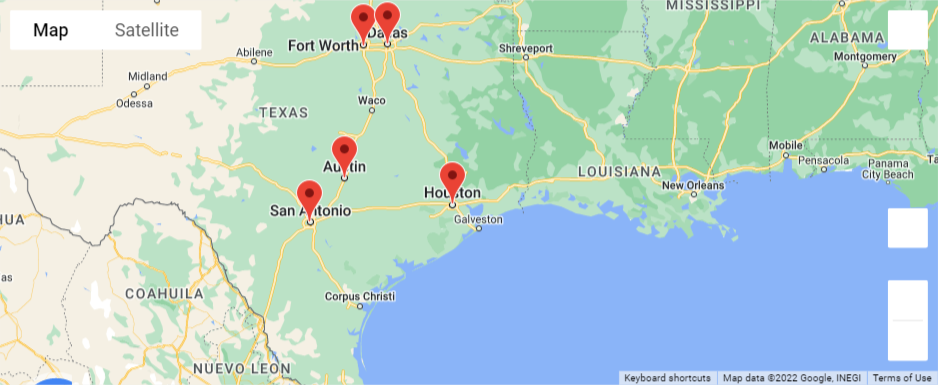 MISSISSIPPI
Map
Satellite
Dallas
Fort Worth
ALABAMA
Shreveport
Abilene
Montgomery
Midland
Odessa
Waco
TEXAS
Mobile
Pensacola
Panama
City Beach
Austin
LOUISIANA
Houston
New Orleans
San Antonio
Galveston
COAHUILA
Corpus Christi
NUEVO LEON
Keyboard shortcuts
Map data ©2022 Google, INEGI
Terms of Use